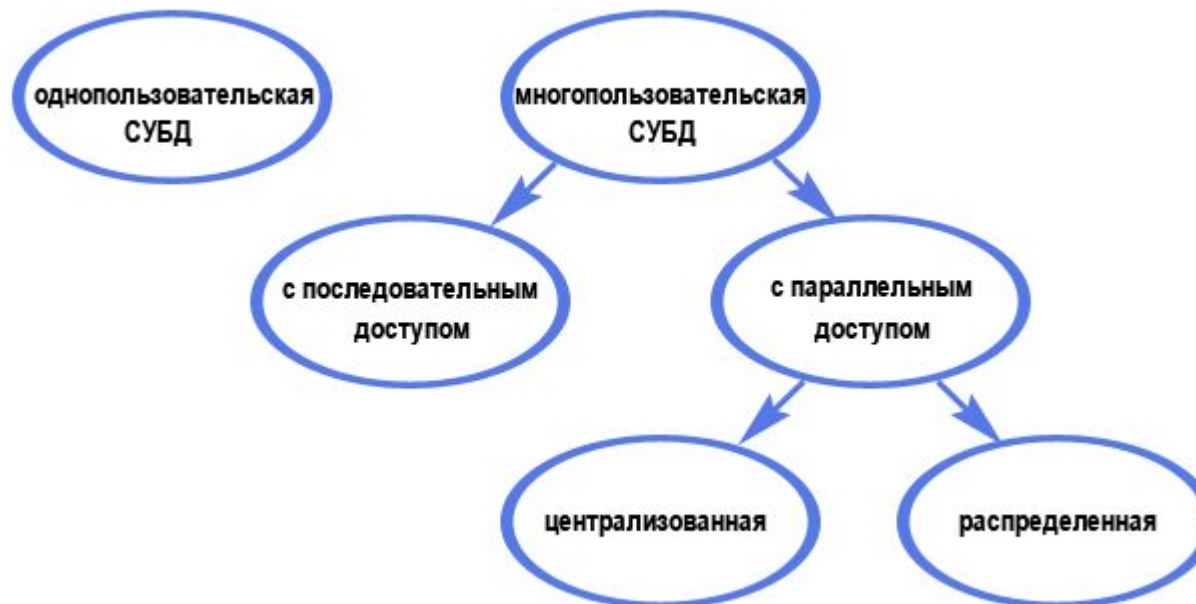 однопользовательская
СУБД
многопользовательская
СУБД
с последовательным
доступом
с параллельным
доступом
централизованная
распределенная